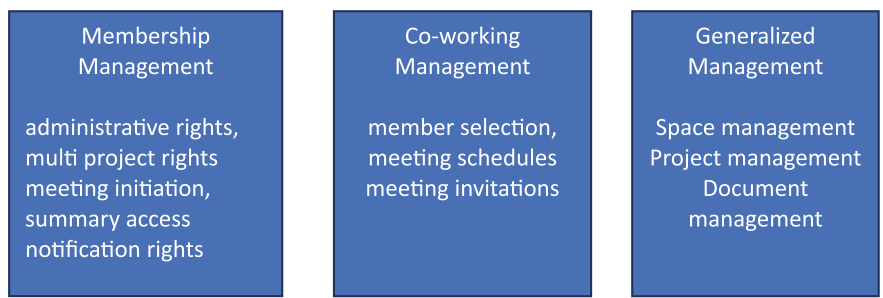 Membership
Management
administrative rights,
multi project rights
meeting initiation,
summary access
notification rights
Co-working
Management
member selection,
meeting schedules
meeting invitations
Generalized
Management
Space management
Project management
Document
management